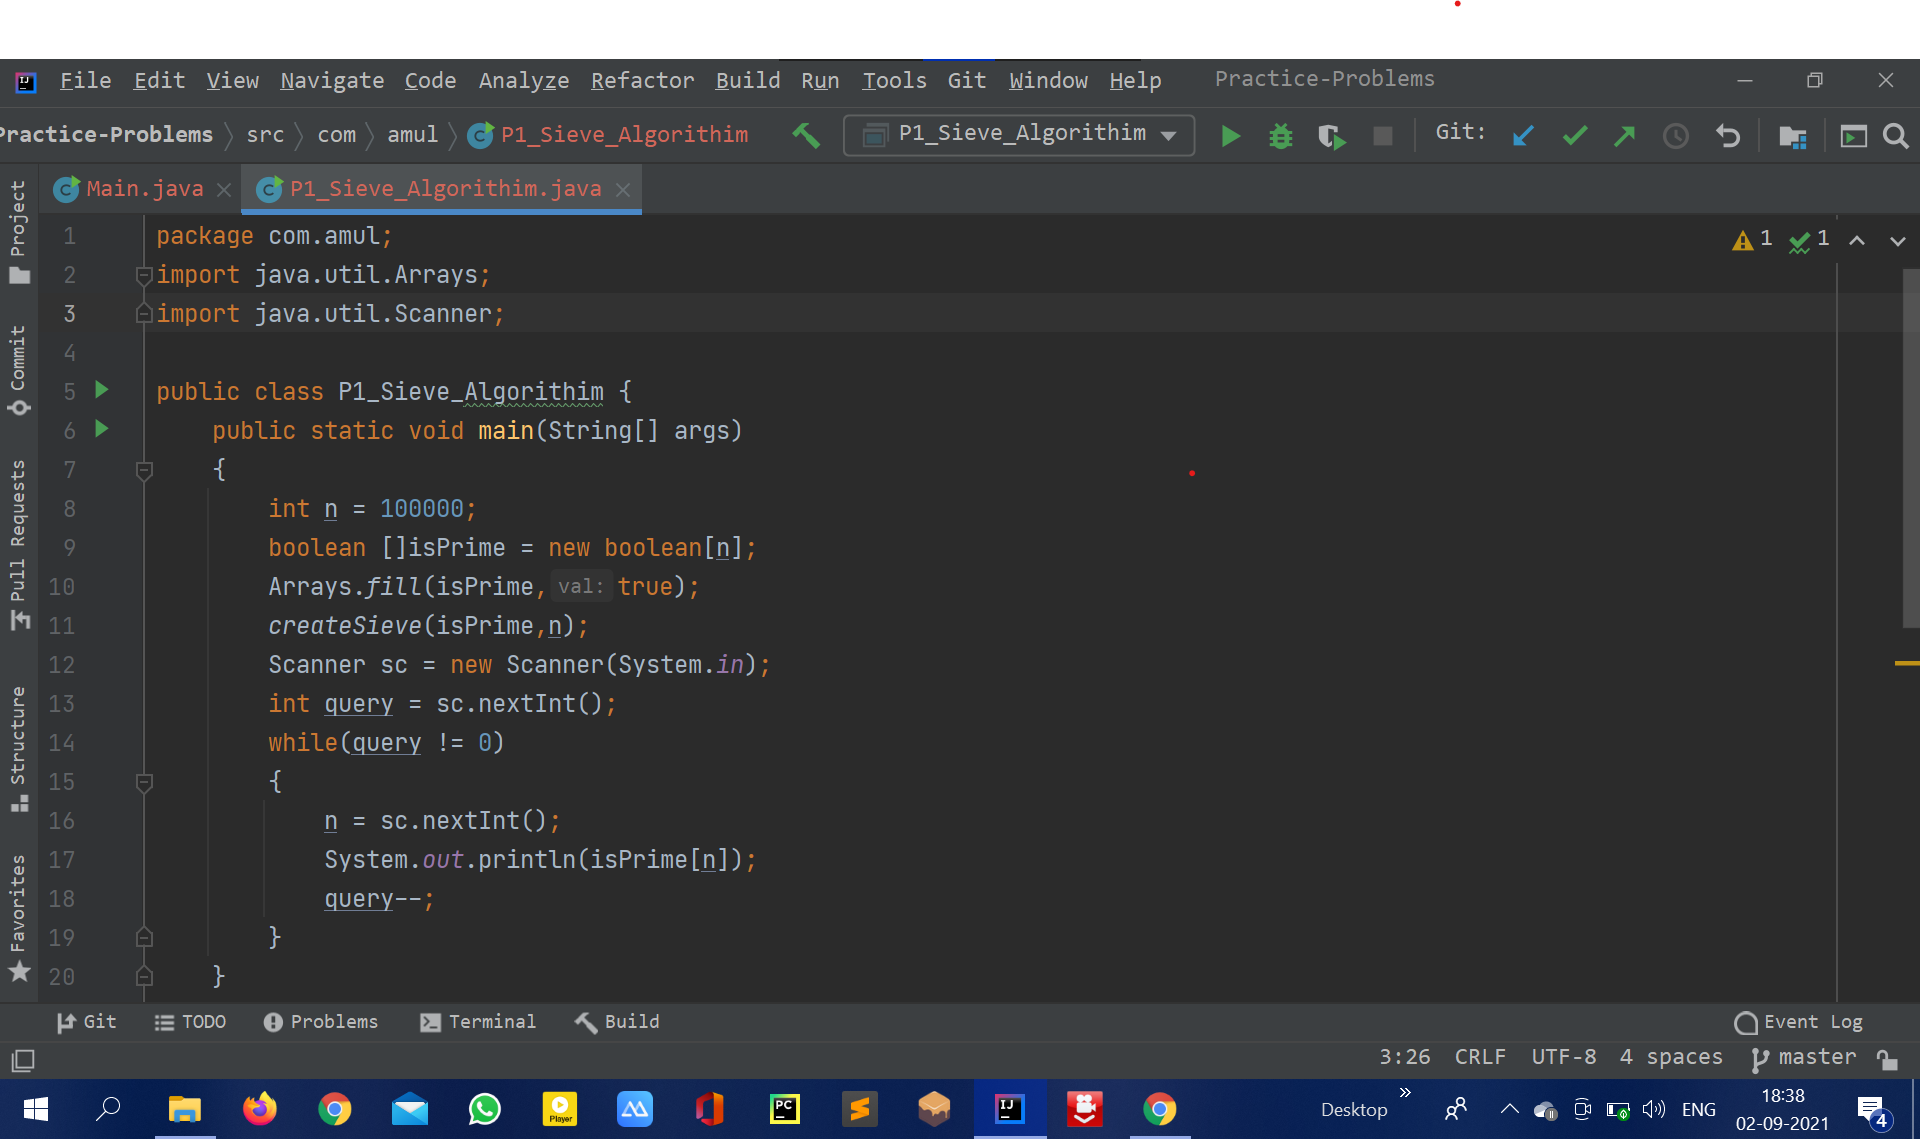 File Edit View Navigate Code Analyze Refactor Build Run Tools Git Window Help Practice-Problems
Practice-Problems src com amul P1_Sieve_Algorithim P1_Sieve_Algorithim Git:
Main.java P1_Sieve_Algorithim.java
Project
Commit
Pull Requests
Structure
Favorites
1 package com.amul; 1 1
2 import java.util.Arrays;
3 import java.util.Scanner;
4
5 public class P1_Sieve_Algorithim {
6 public static void main(String[] args)
7 {
8 int n = 100000;
9 boolean []isPrime = new boolean[n];
10 Arrays.fill(isPrime, val: true);
11 createSieve(isPrime,n);
12 Scanner sc = new Scanner(System.in);
13 int query = sc.nextInt();
14 while(query != 0)
15 {
16 n = sc.nextInt();
17 System.out.println(isPrime[n]);
18 query--;
19 }
20 }
Git TODO Problems Terminal Build Event Log
3:26 CRLF UTF-8 4 spaces master
Player PC IJ Desktop ENG 18:38
02-09-2021 4